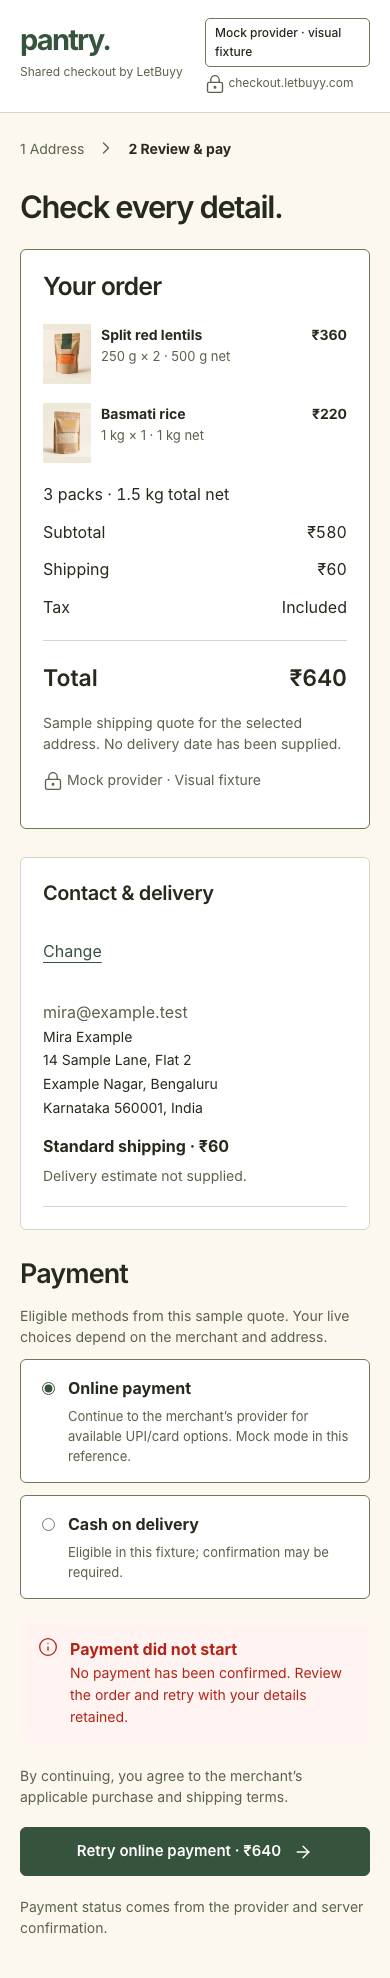 pantry.
Shared checkout by LetBuyy
Mock provider · visual
fixture
checkout.letbuyy.com
1 Address
2 Review & pay
Check every detail.
Your order
Split red lentils ₹360
250 g × 2 · 500 g net
Basmati rice ₹220
1 kg × 1 · 1 kg net
3 packs · 1.5 kg total net
Subtotal ₹580
Shipping ₹60
Tax Included
Total ₹640
Sample shipping quote for the selected
address. No delivery date has been supplied.
Mock provider · Visual fixture
Contact & delivery
Change
mira@example.test
Mira Example
14 Sample Lane, Flat 2
Example Nagar, Bengaluru
Karnataka 560001, India
Standard shipping · ₹60
Delivery estimate not supplied.
Payment
Eligible methods from this sample quote. Your live
choices depend on the merchant and address.
Online payment
Continue to the merchant’s provider for
available UPI/card options. Mock mode in this
reference.
Cash on delivery
Eligible in this fixture; confirmation may be
required.
Payment did not start
No payment has been confirmed. Review
the order and retry with your details
retained.
By continuing, you agree to the merchant’s
applicable purchase and shipping terms.
Retry online payment · ₹640
Payment status comes from the provider and server
confirmation.